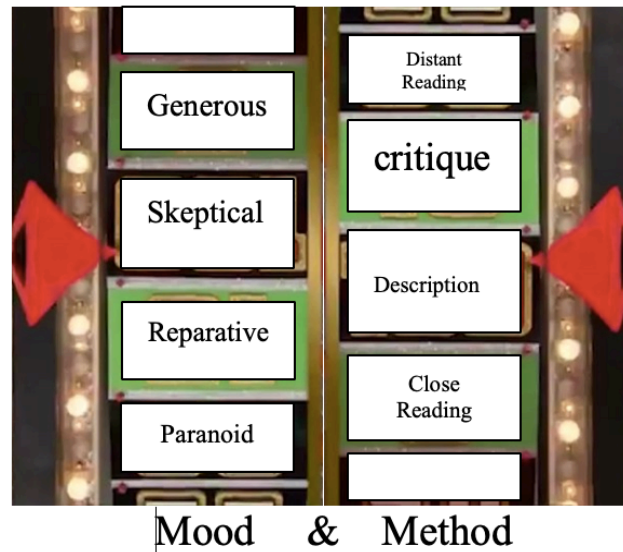 Generous
Skeptical
Reparative
Paranoid
Distant
Reading
critique
Description
Close
Reading
Mood & Method